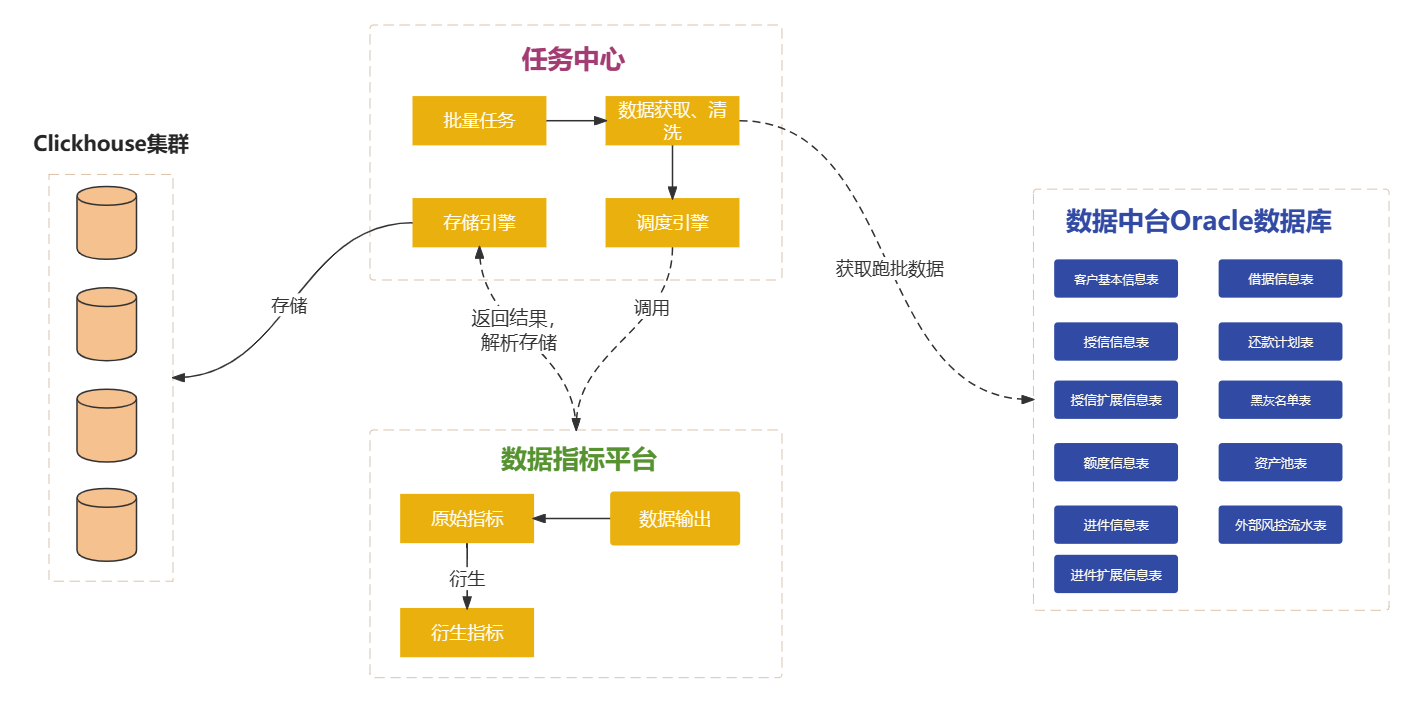 Clickhouse集群
存储
任务中心
批量任务
数据获取、清
洗
存储引擎
调度引擎
返回结果，
解析存储
调用
获取跑批数据
数据指标平台
原始指标
数据输出
衍生
衍生指标
数据中台Oracle数据库
客户基本信息表
借据信息表
授信信息表
还款计划表
授信扩展信息表
黑灰名单表
额度信息表
资产池表
进件信息表
外部风控流水表
进件扩展信息表